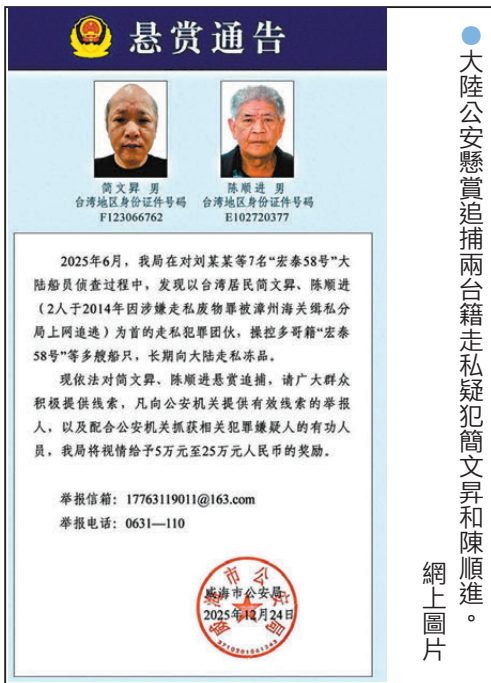 悬赏通告
简文昇 男
台湾地区身份证件号码
F123066762
陈顺进 男
台湾地区身份证件号码
E102720377
2025年6月，我局在对刘某某等7名“宏泰58号”大
陆船员侦查过程中，发现以台湾居民简文昇、陈顺进
（2人于2014年因涉嫌走私废物罪被漳州海关缉私分
局上网追逃）为首的走私犯罪团伙，操控多哥籍“宏泰
58号”等多艘船只，长期向大陆走私冻品。
现依法对简文昇、陈顺进悬赏追捕，请广大群众
积极提供线索，凡向公安机关提供有效线索的举报
人，以及配合公安机关抓获相关犯罪嫌疑人的有功人
员，我局将视情给予5万元至25万元人民币的奖励。
举报信箱：17763119011@163.com
举报电话：0631—110
威海市公安局
2025年12月24日
威海市公安局
●大陸公安懸賞追捕兩台籍走私疑犯簡文昇和陳順進。
網上圖片